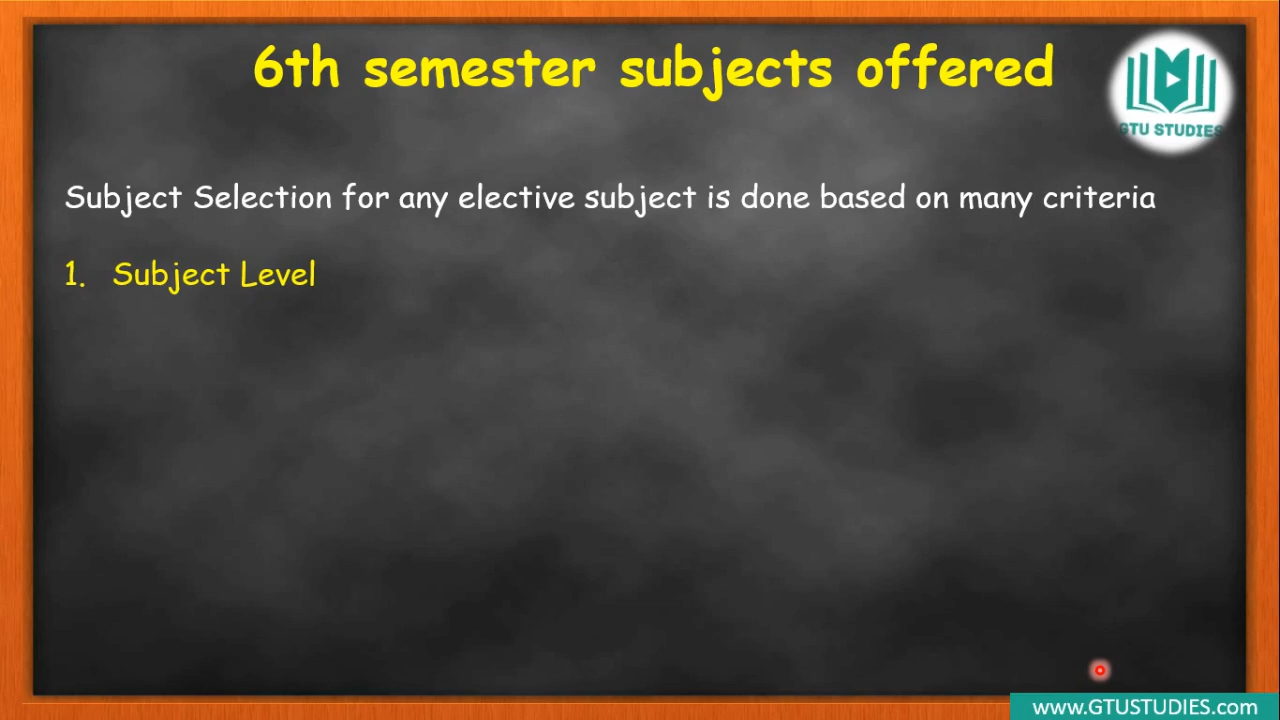 6th semester subjects offered
GTU STUDIES
Subject Selection for any elective subject is done based on many criteria
1. Subject Level
www.GTUSTUDIES.com